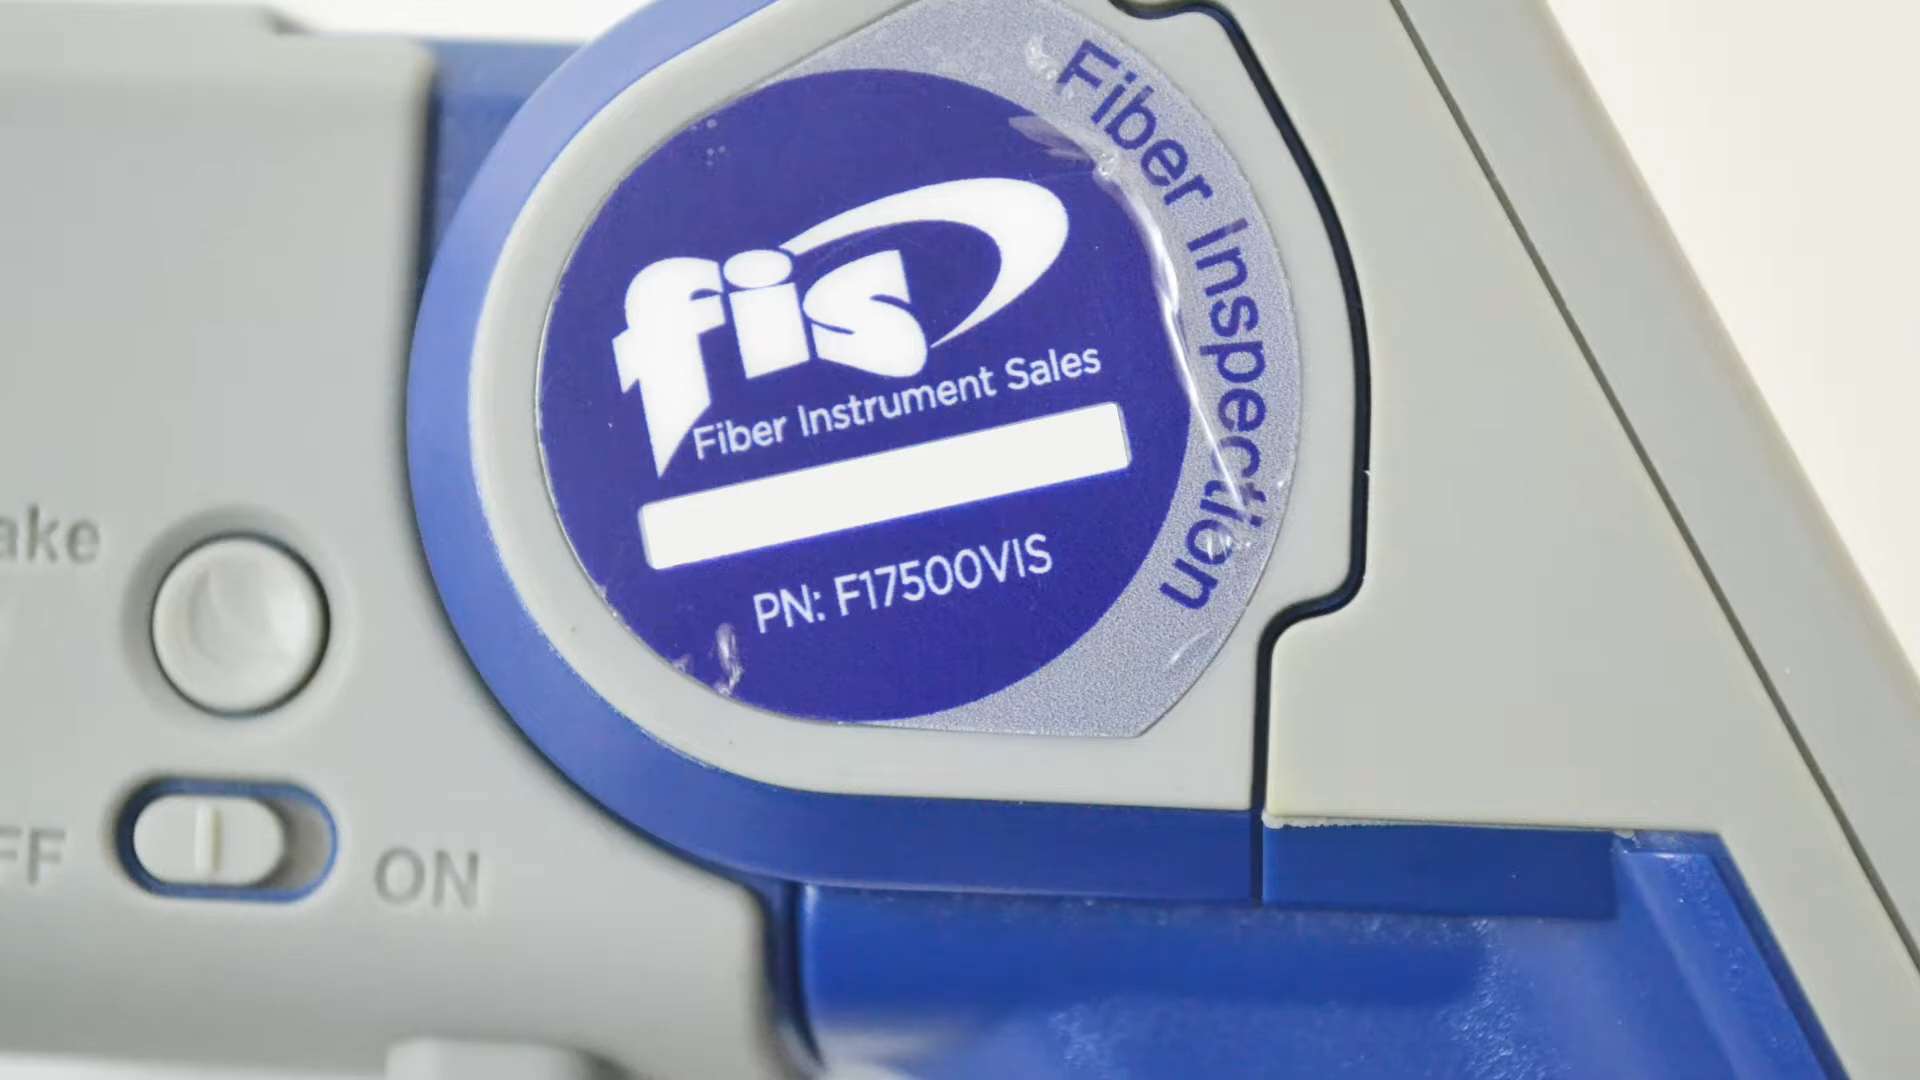 fis
Fiber Instrument Sales
PN: F17500VIS
Fiber Inspection
ake
FF
ON